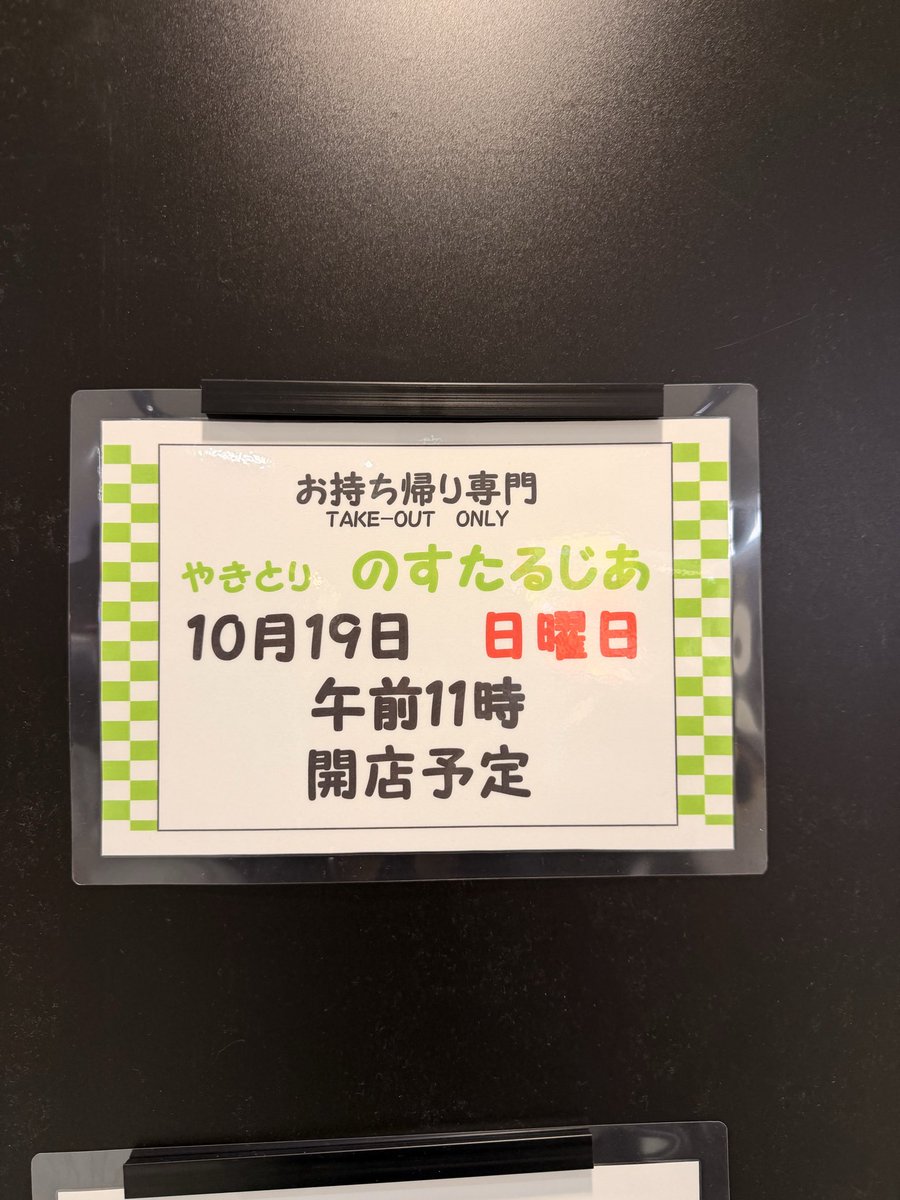 お持ち帰り専門
TAKE-OUT ONLY
やきとり のすたるじあ
10月19日 日曜日
午前11時
開店予定